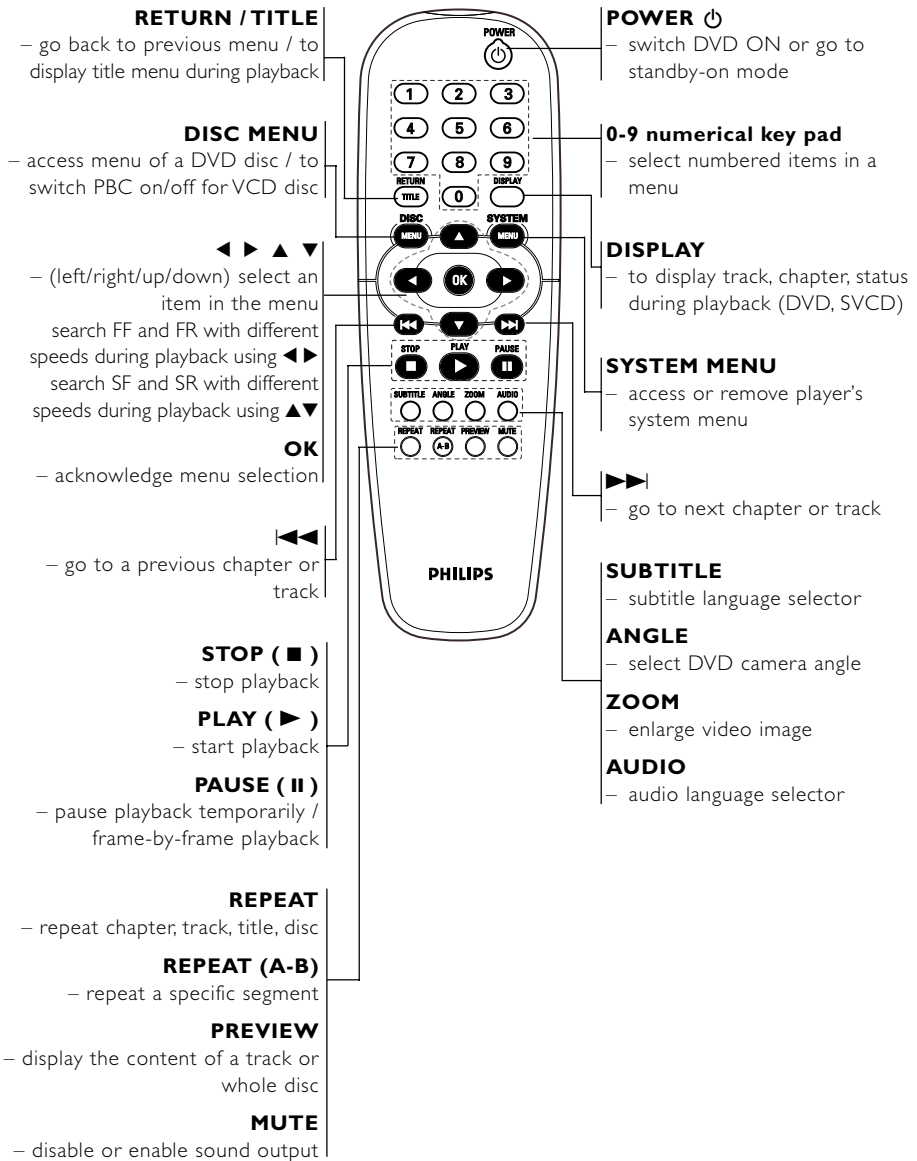 RETURN / TITLE
– go back to previous menu / to
display title menu during playback
DISC MENU
– access menu of a DVD disc / to
switch PBC on/off for VCD disc
◀ ▶ ▲ ▼
– (left/right/up/down) select an
item in the menu
search FF and FR with different
speeds during playback using ◀ ▶
search SF and SR with different
speeds during playback using ▲▼
OK
– acknowledge menu selection
|◀◀
– go to a previous chapter or
track
STOP ( ■ )
– stop playback
PLAY ( ▶ )
– start playback
PAUSE ( II )
– pause playback temporarily /
frame-by-frame playback
REPEAT
– repeat chapter, track, title, disc
REPEAT (A-B)
– repeat a specific segment
PREVIEW
– display the content of a track or
whole disc
MUTE
– disable or enable sound output
POWER
1 2 3
4 5 6
7 8 9
RETURN DISPLAY
TITLE 0
DISC SYSTEM
MENU ▲ MENU
◀ OK ▶
|◀◀ ▼ ▶▶|
STOP PLAY PAUSE
■ ▶ II
SUBTITLE ANGLE ZOOM AUDIO
REPEAT REPEAT PREVIEW MUTE
A-B
PHILIPS
POWER ⏻
– switch DVD ON or go to
standby-on mode
0-9 numerical key pad
– select numbered items in a
menu
DISPLAY
– to display track, chapter, status
during playback (DVD, SVCD)
SYSTEM MENU
– access or remove player's
system menu
▶▶|
– go to next chapter or track
SUBTITLE
– subtitle language selector
ANGLE
– select DVD camera angle
ZOOM
– enlarge video image
AUDIO
– audio language selector